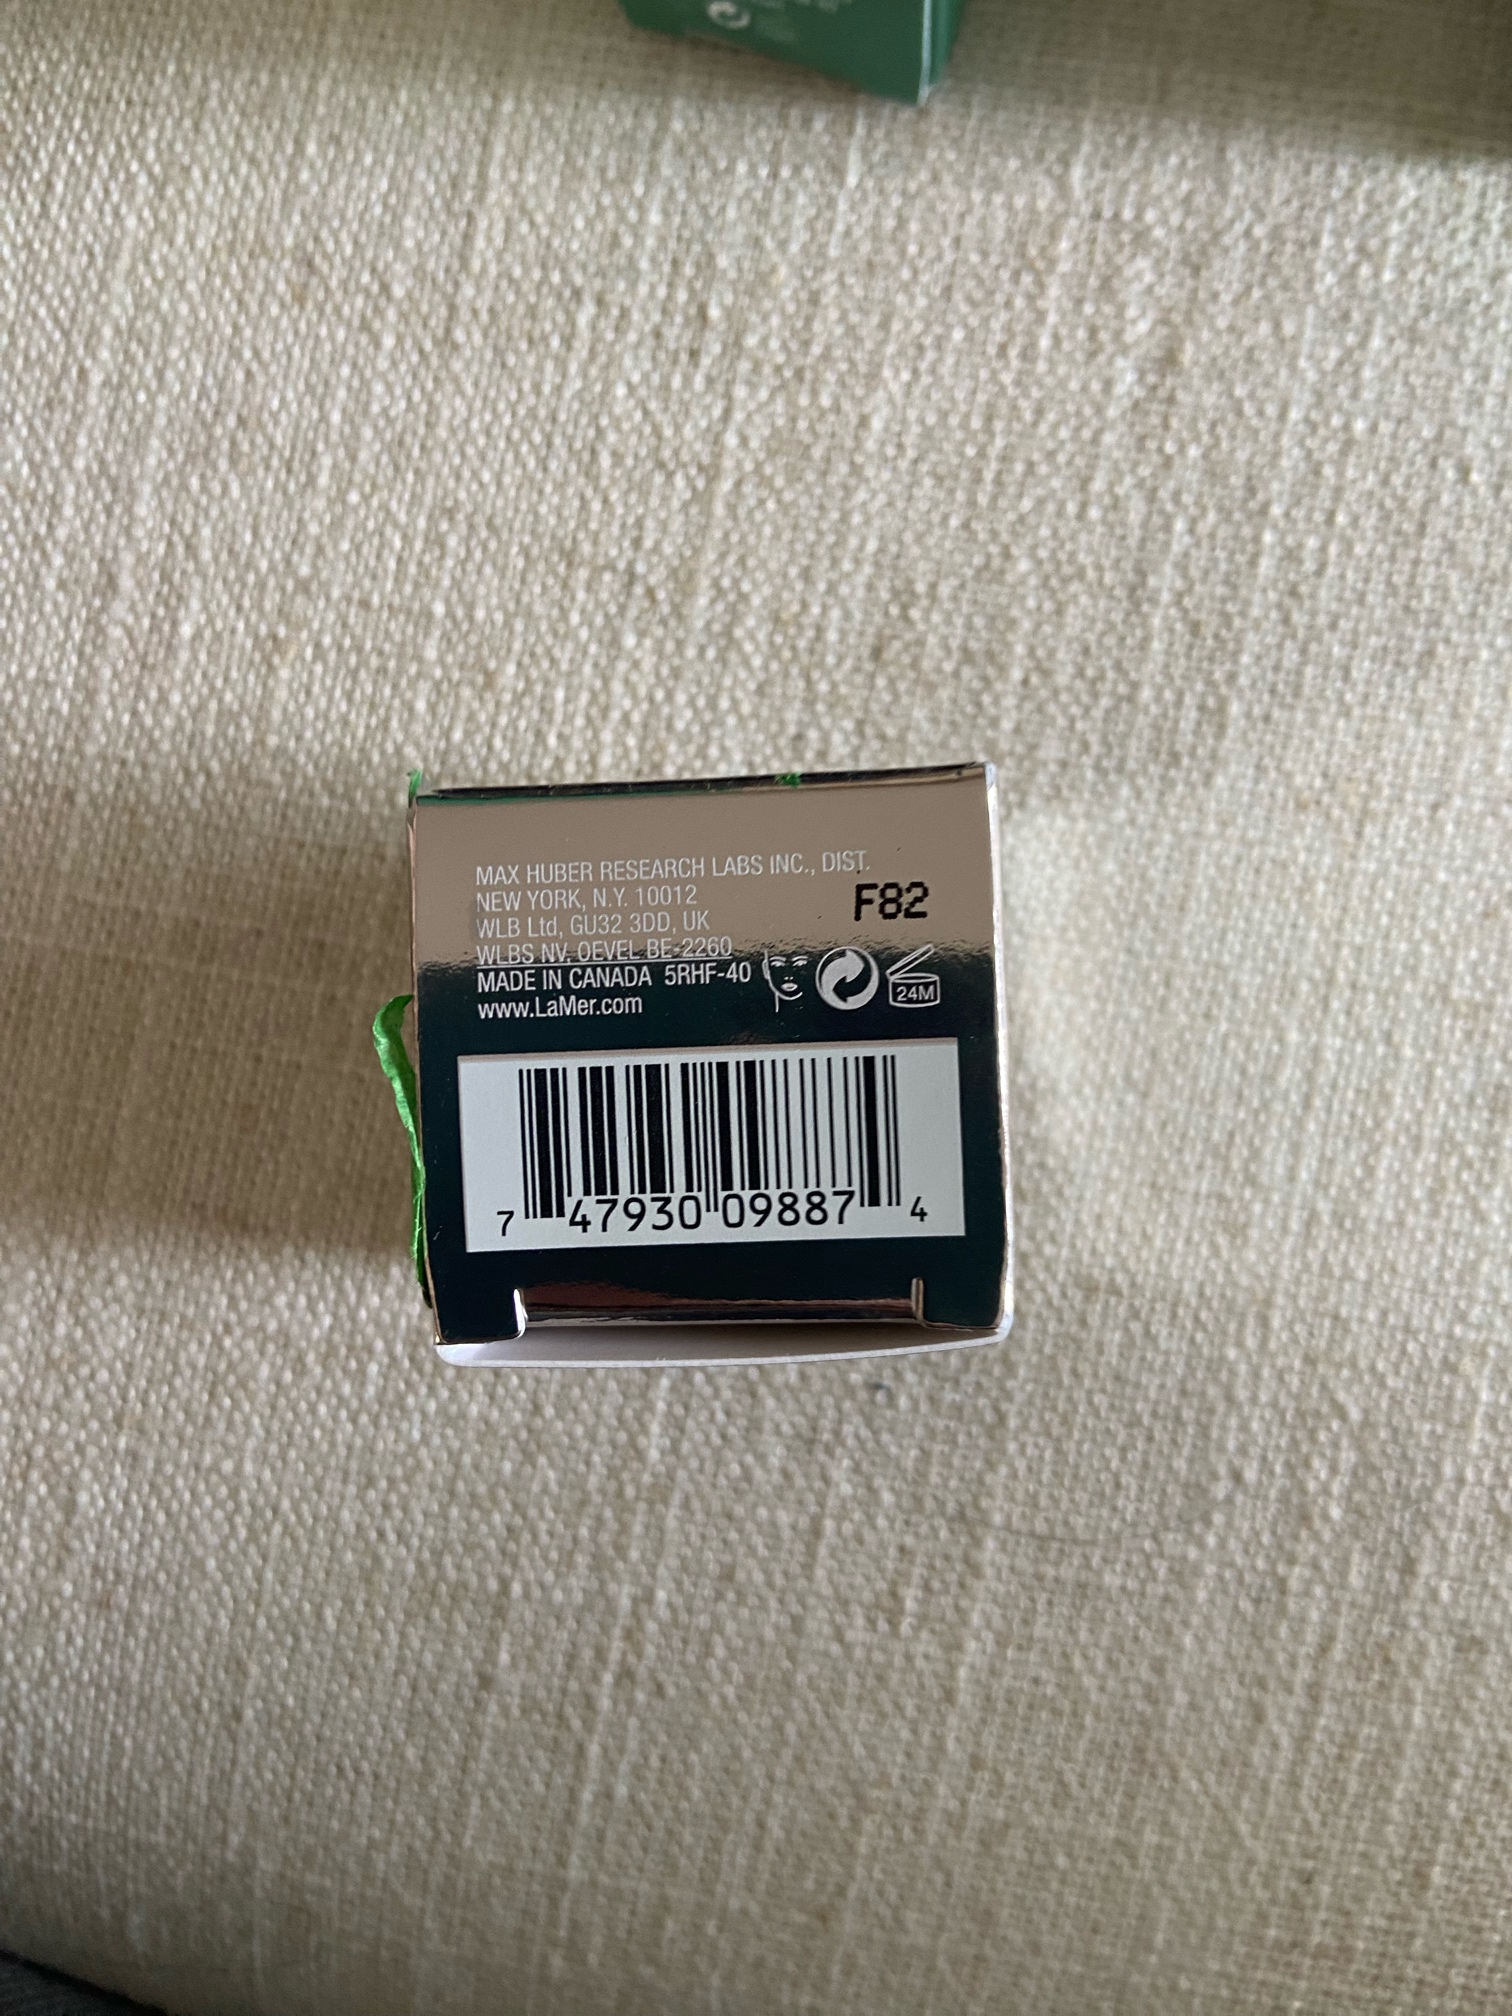 MAX HUBER RESEARCH LABS INC., DIST.
NEW YORK, N.Y. 10012
F82
WLB Ltd, GU32 3DD, UK
WLBS NV, OEVEL BE-2260
MADE IN CANADA 5RHF-40
24M
www.LaMer.com
7 47930 09887 4